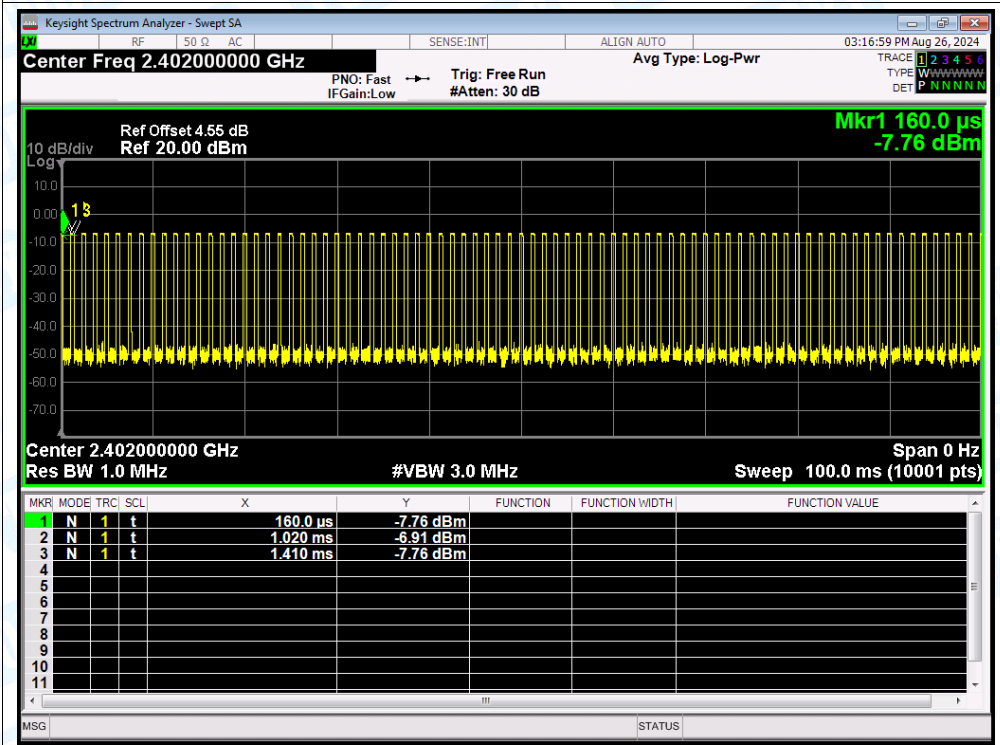 Keysight Spectrum Analyzer - Swept SA
LXI RF 50 Ω AC SENSE:INT ALIGN AUTO 03:16:59 PM Aug 26, 2024
Center Freq 2.402000000 GHz
PNO: Fast
IFGain:Low
Trig: Free Run
#Atten: 30 dB
Avg Type: Log-Pwr
TRACE 1 2 3 4 5 6
TYPE WWWWWW
DET P N N N N N
Mkr1 160.0 µs
-7.76 dBm
Ref Offset 4.55 dB
10 dB/div Ref 20.00 dBm
Log
10.0
0.00
1 3
-10.0
-20.0
-30.0
-40.0
-50.0
-60.0
-70.0
Center 2.402000000 GHz Span 0 Hz
Res BW 1.0 MHz #VBW 3.0 MHz Sweep 100.0 ms (10001 pts)
MKR MODE TRC SCL X Y FUNCTION FUNCTION WIDTH FUNCTION VALUE
1 N 1 t 160.0 µs -7.76 dBm
2 N 1 t 1.020 ms -6.91 dBm
3 N 1 t 1.410 ms -7.76 dBm
4
5
6
7
8
9
10
11
MSG STATUS